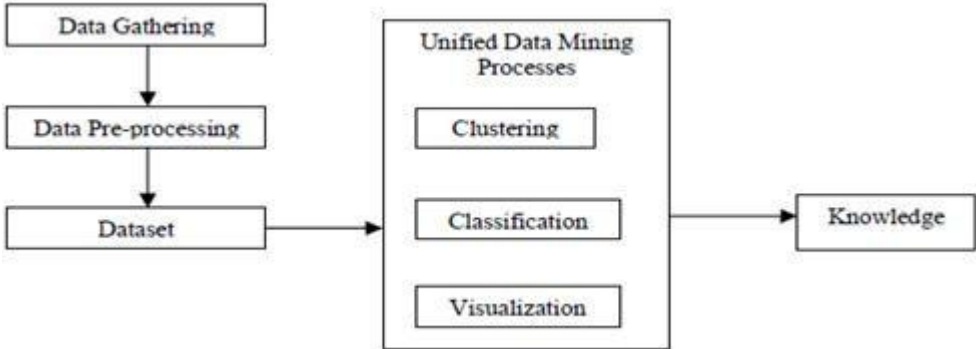 Data Gathering
Data Pre-processing
Dataset
Unified Data Mining
Processes
Clustering
Classification
Visualization
Knowledge